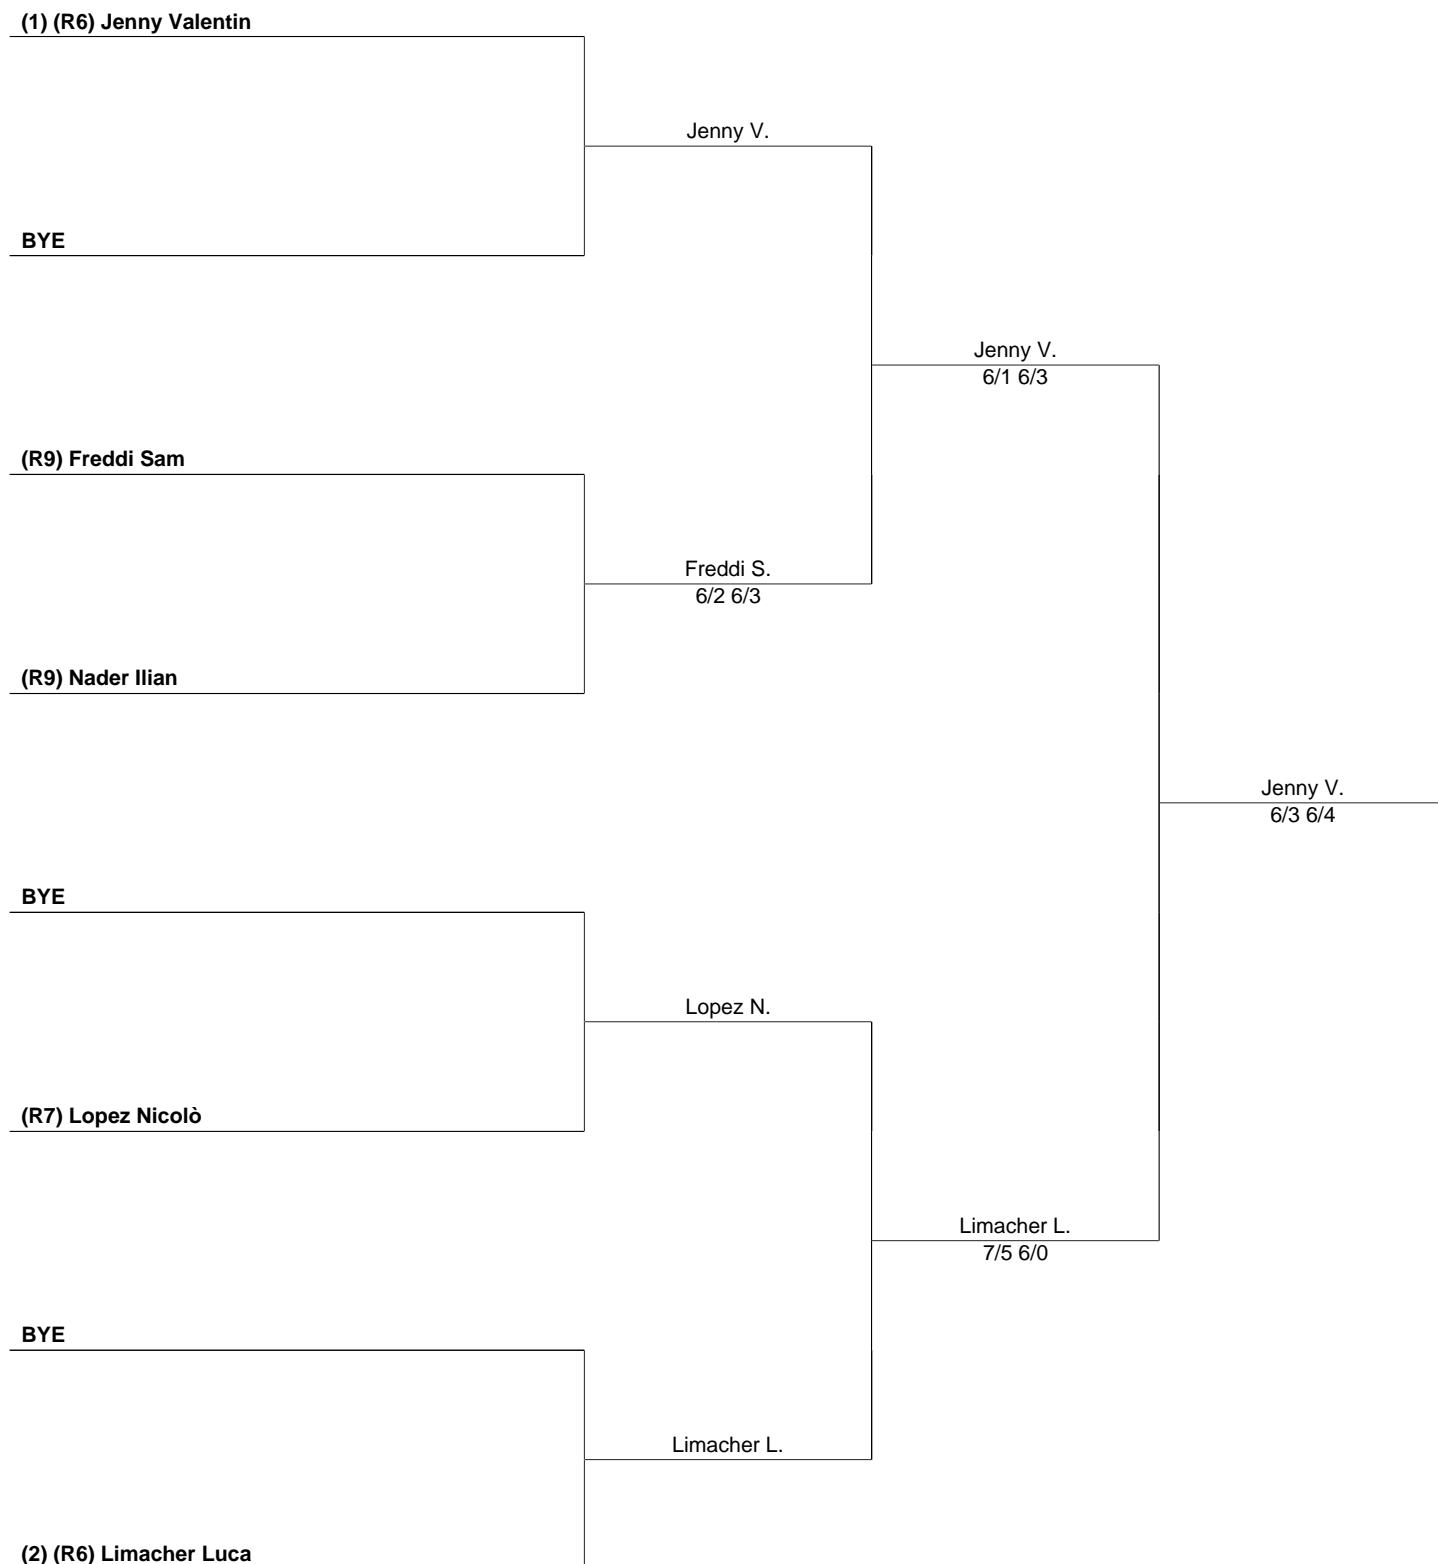 (1) (R6) Jenny Valentin
Jenny V.
BYE
Jenny V.
6/1 6/3
(R9) Freddi Sam
Freddi S.
6/2 6/3
(R9) Nader Ilian
Jenny V.
6/3 6/4
BYE
Lopez N.
(R7) Lopez Nicolò
Limacher L.
7/5 6/0
BYE
Limacher L.
(2) (R6) Limacher Luca